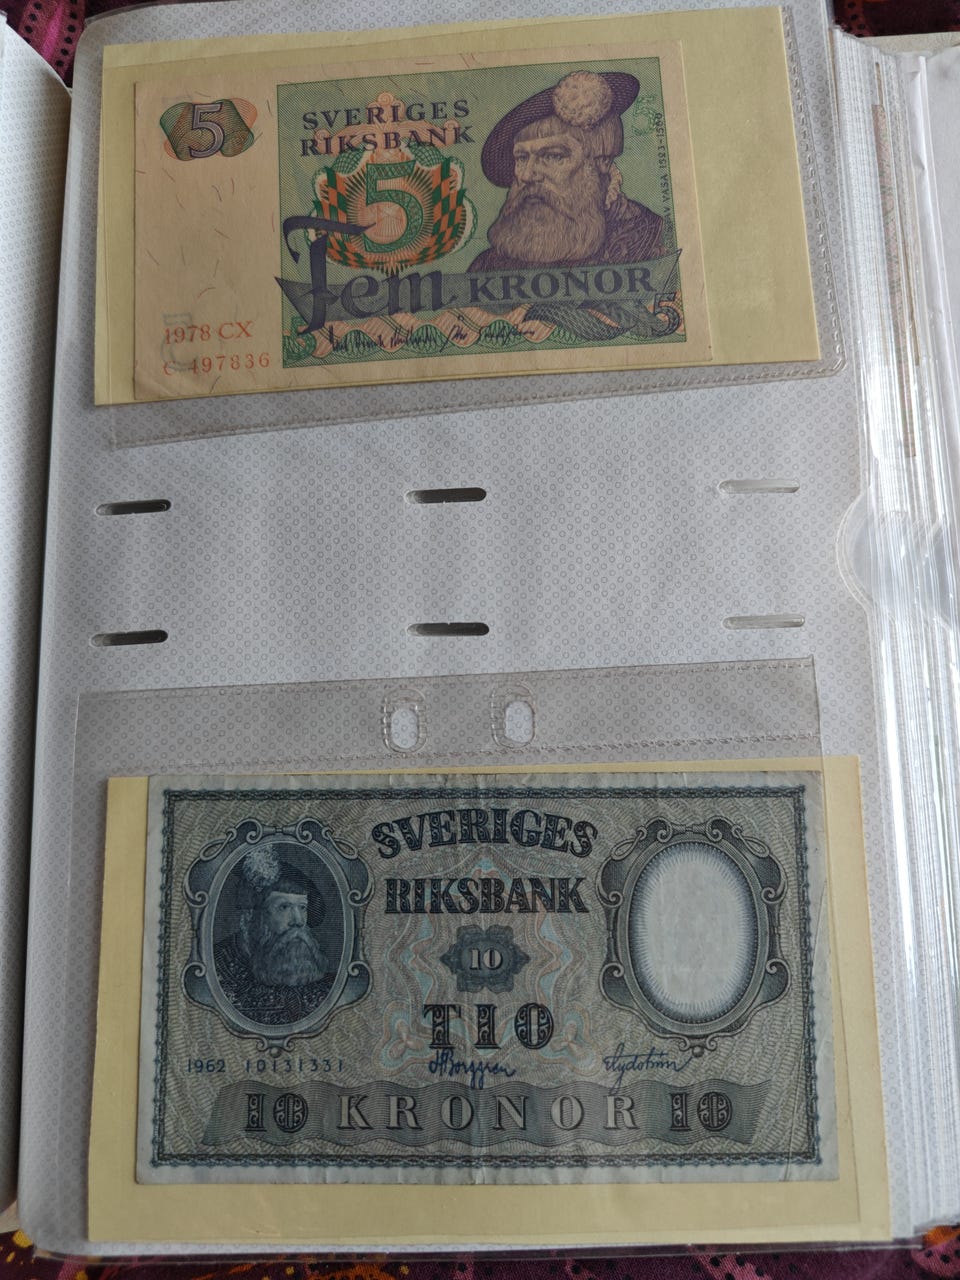 5
SVERIGES
RIKSBANK
5
Fem KRONOR
5
5
1978 CX
497836
VASA 1523-1560
SVERIGES
RIKSBANK
10
TIO
1962 10131331
10 KRONOR 10